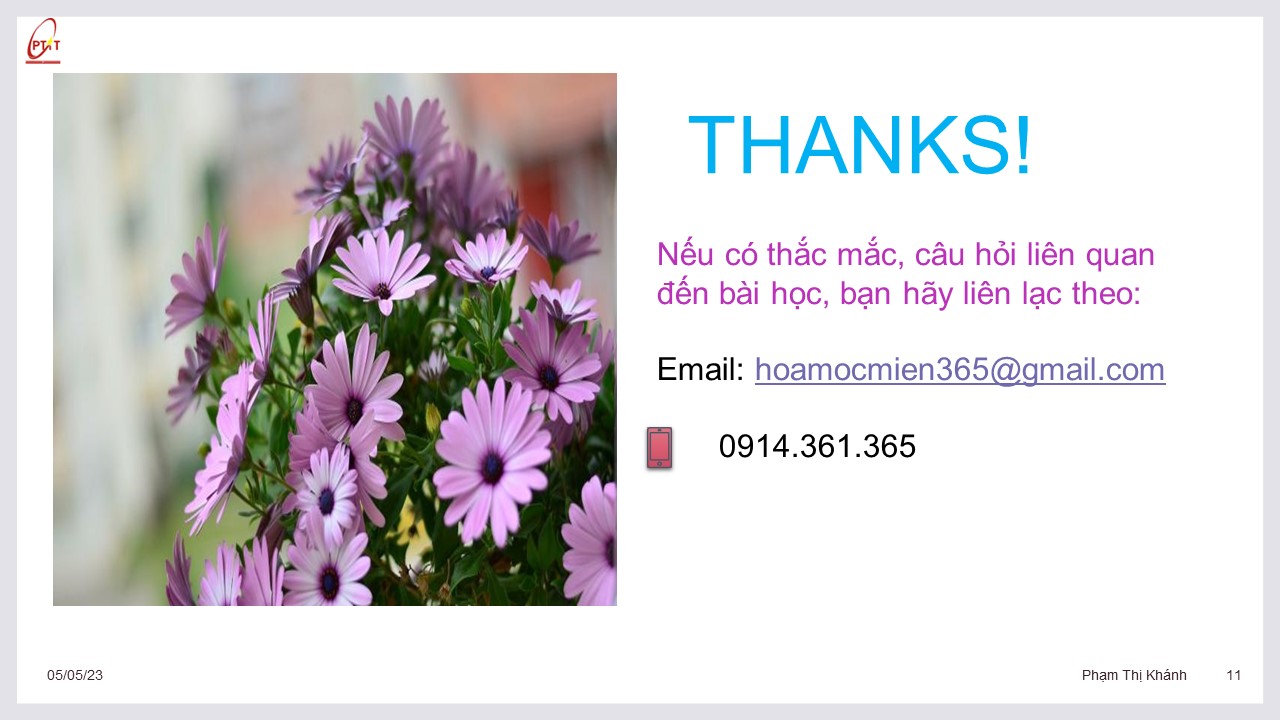 PTIT
THANKS!
Nếu có thắc mắc, câu hỏi liên quan
đến bài học, bạn hãy liên lạc theo:
Email: hoamocmien365@gmail.com
0914.361.365
05/05/23
Phạm Thị Khánh
11